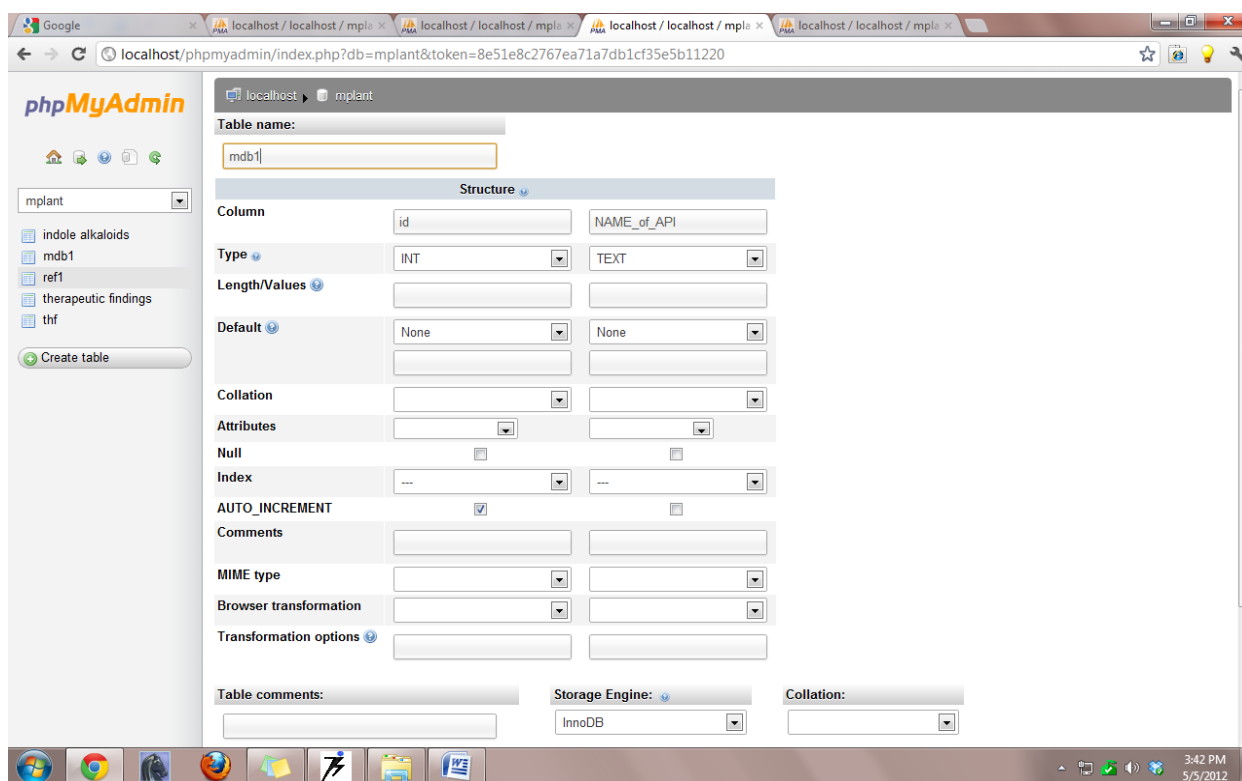 Google
localhost / localhost / mpla
localhost / localhost / mpla
localhost / localhost / mpla
localhost / localhost / mpla
localhost/phpmyadmin/index.php?db=mplant&token=8e51e8c2767ea71a7db1cf35e5b11220
phpMyAdmin
localhost mplant
Table name:
mdb1
mplant
indole alkaloids
mdb1
ref1
therapeutic findings
thf
Create table
Structure
Column id NAME_of_API
Type INT TEXT
Length/Values
Default None None
Collation
Attributes
Null
Index --- ---
AUTO_INCREMENT
Comments
MIME type
Browser transformation
Transformation options
Table comments: Storage Engine: Collation:
InnoDB
3:42 PM
5/5/2012